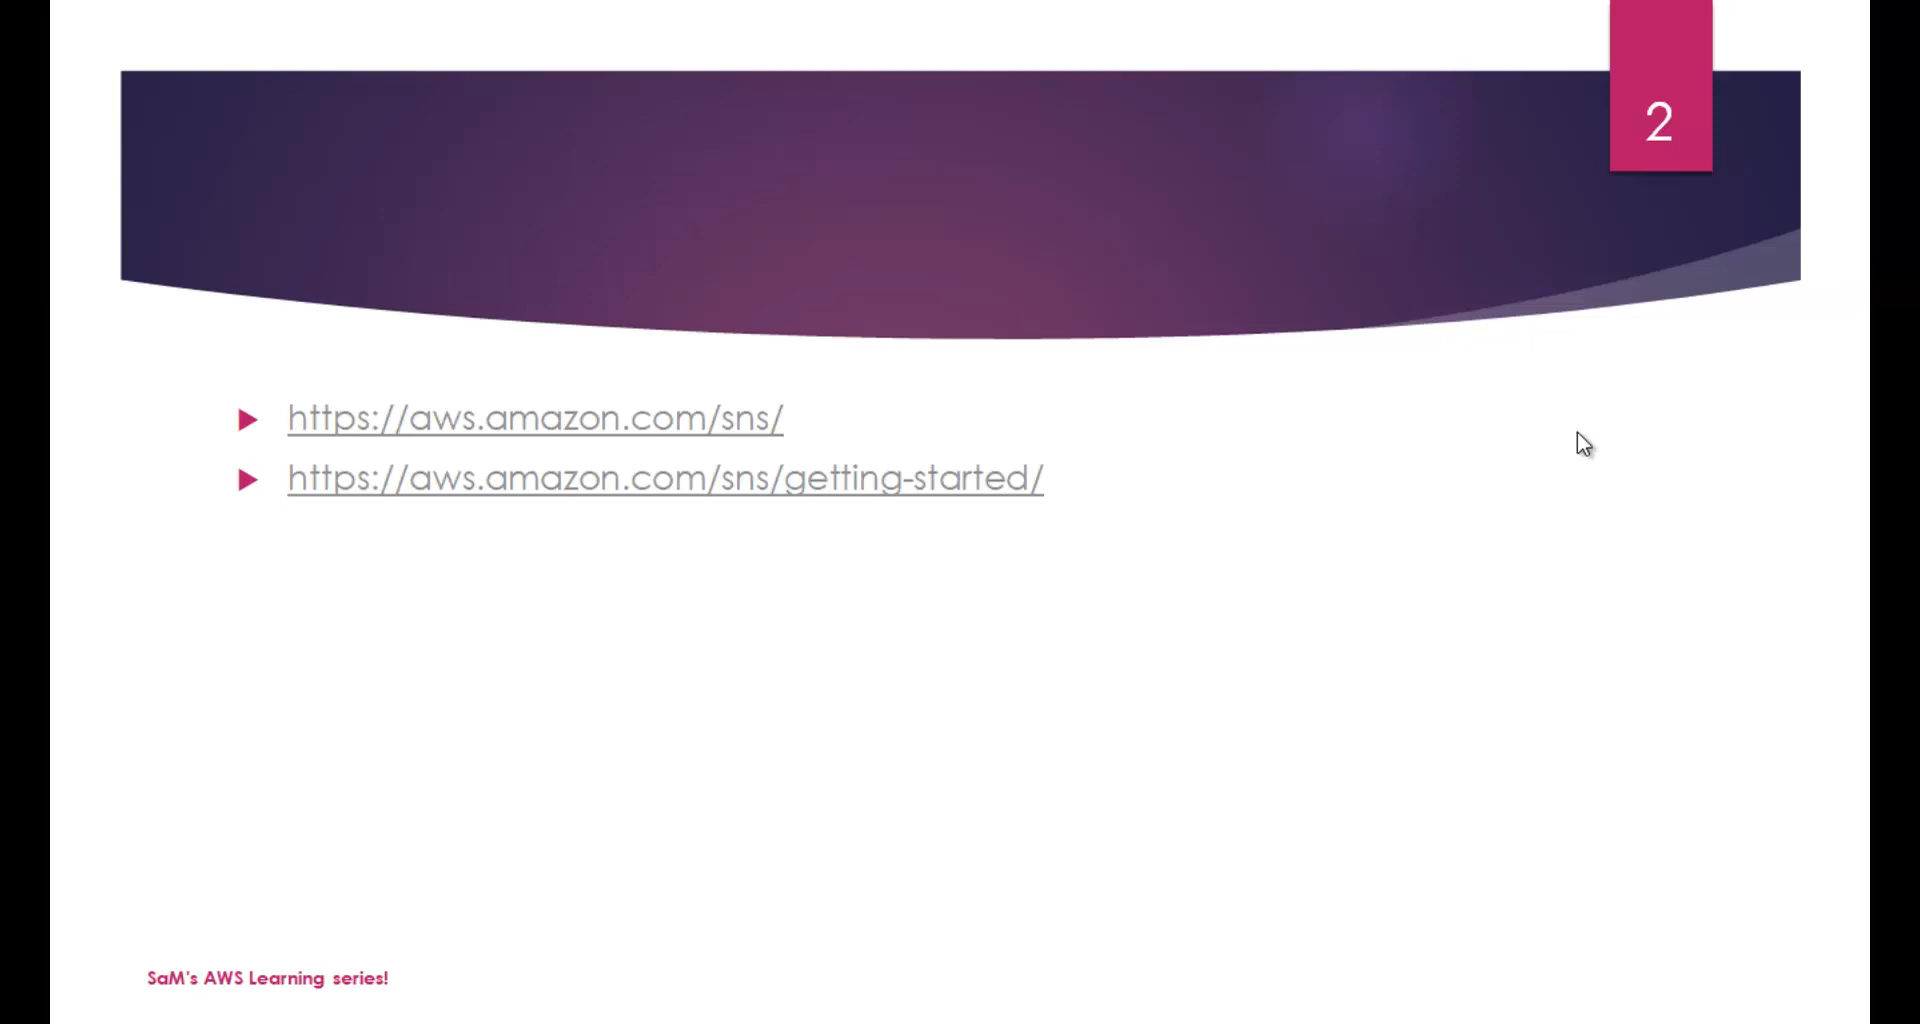 2
https://aws.amazon.com/sns/
https://aws.amazon.com/sns/getting-started/
SaM's AWS Learning series!